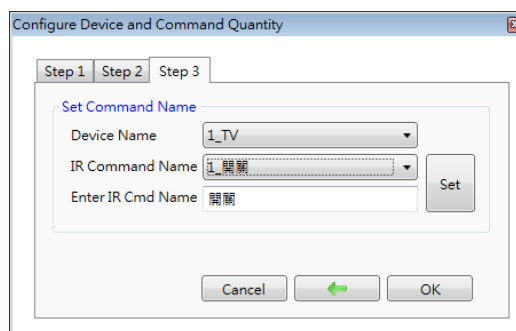 Configure Device and Command Quantity
Step 1 Step 2 Step 3
Set Command Name
Device Name 1_TV
IR Command Name 1_開關
Set
Enter IR Cmd Name 開關
Cancel OK